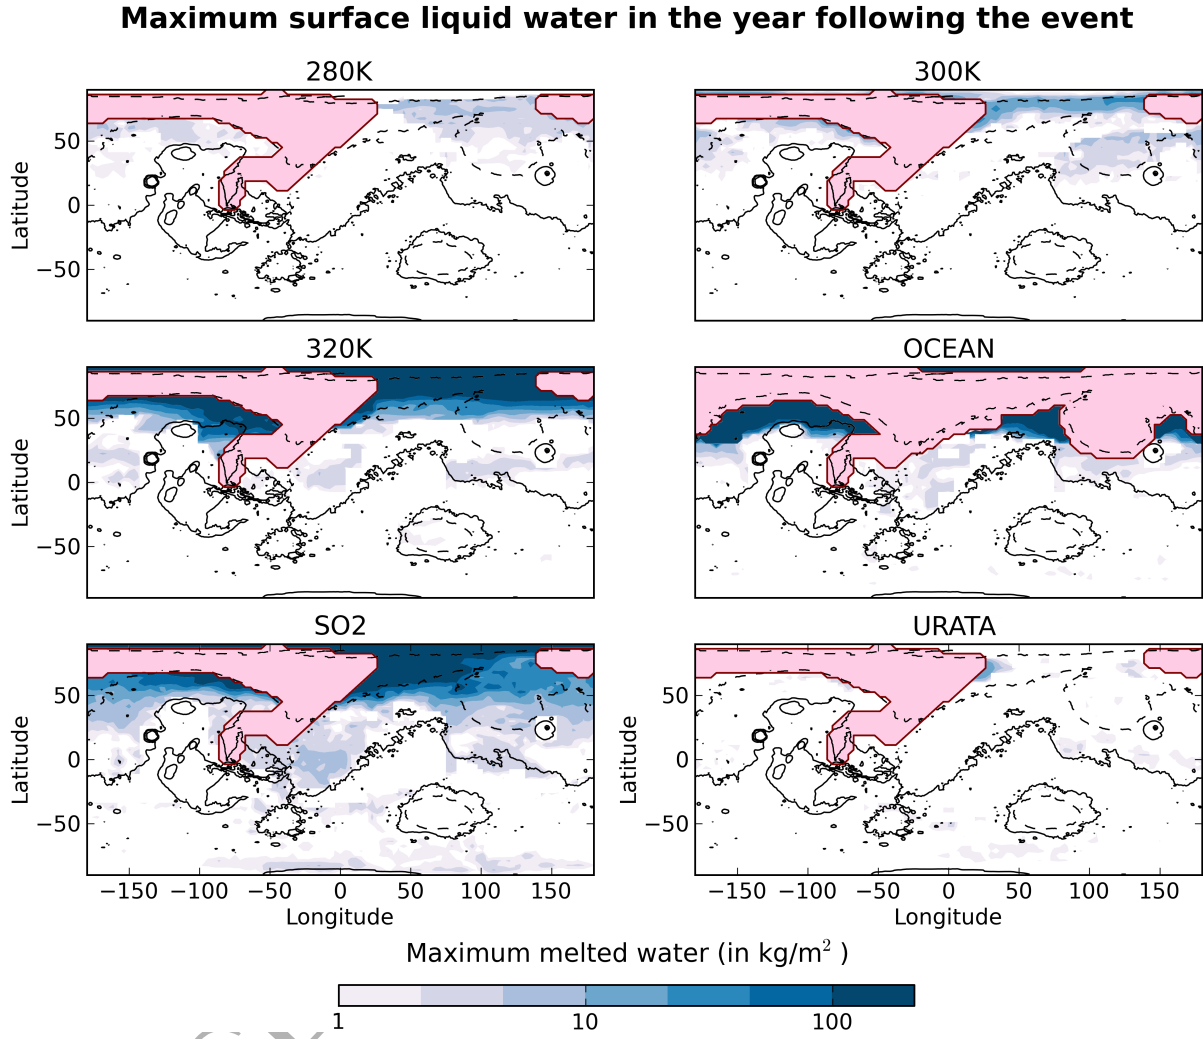 Maximum surface liquid water in the year following the event
280K
300K
50
0
−50
Latitude
50
0
−50
320K
OCEAN
50
0
−50
Latitude
SO2
URATA
50
0
−50
Latitude
50
0
−50
Latitude
−150 −100 −50 0 50 100 150
−150 −100 −50 0 50 100 150
Longitude
Longitude
Maximum melted water (in kg/m² )
1 10 100